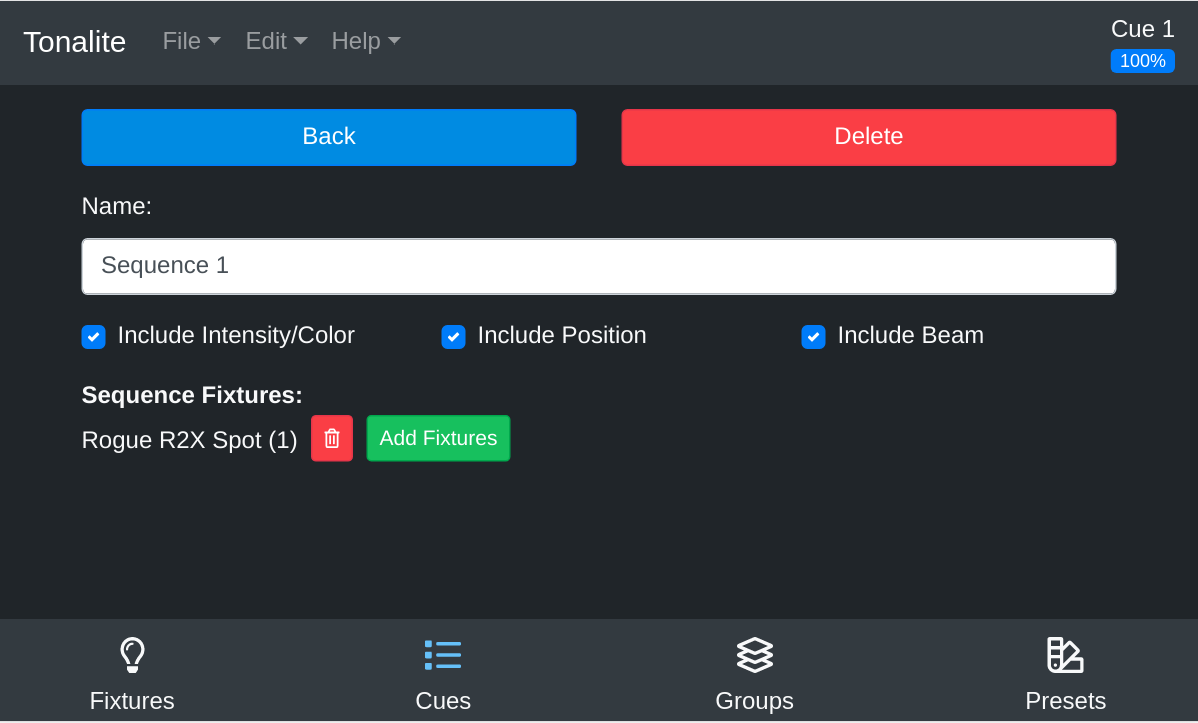 Tonalite File Edit Help Cue 1
100%
Back Delete
Name:
Sequence 1
Include Intensity/Color Include Position Include Beam
Sequence Fixtures:
Rogue R2X Spot (1) Add Fixtures
Fixtures Cues Groups Presets